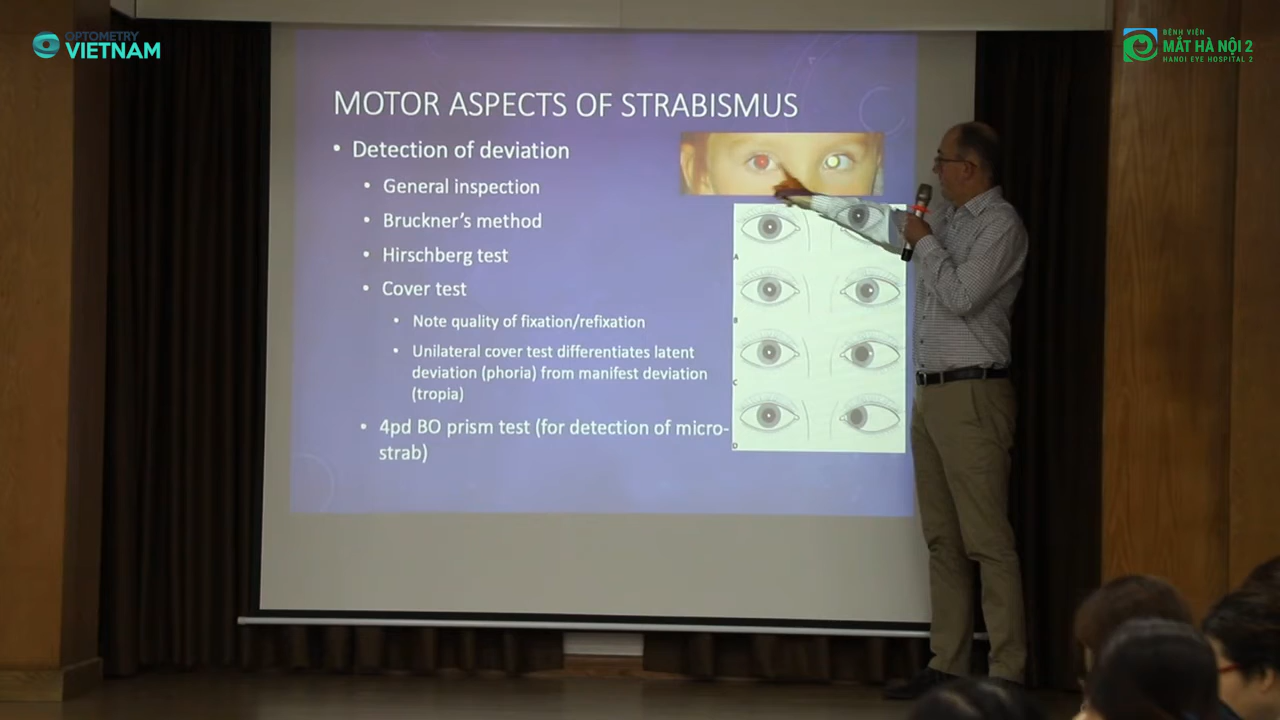 OPTOMETRY
VIETNAM
BỆNH VIỆN
MẮT HÀ NỘI 2
HANOI EYE HOSPITAL 2
MOTOR ASPECTS OF STRABISMUS
• Detection of deviation
• General inspection
• Bruckner's method
• Hirschberg test
• Cover test
• Note quality of fixation/refixation
• Unilateral cover test differentiates latent
deviation (phoria) from manifest deviation
(tropia)
• 4pd BO prism test (for detection of micro-
strab)
A
B
C
D